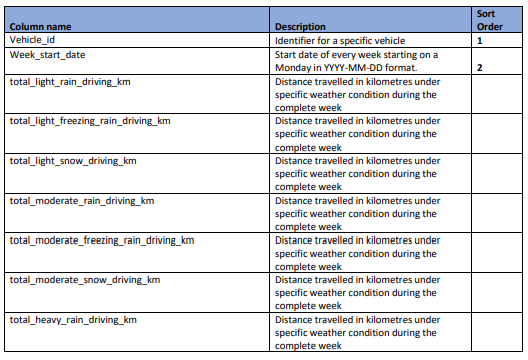 Column name Description Sort Order
Vehicle_id Identifier for a specific vehicle 1
Week_start_date Start date of every week starting on a
Monday in YYYY-MM-DD format. 2
total_light_rain_driving_km Distance travelled in kilometres under
specific weather condition during the
complete week
total_light_freezing_rain_driving_km Distance travelled in kilometres under
specific weather condition during the
complete week
total_light_snow_driving_km Distance travelled in kilometres under
specific weather condition during the
complete week
total_moderate_rain_driving_km Distance travelled in kilometres under
specific weather condition during the
complete week
total_moderate_freezing_rain_driving_km Distance travelled in kilometres under
specific weather condition during the
complete week
total_moderate_snow_driving_km Distance travelled in kilometres under
specific weather condition during the
complete week
total_heavy_rain_driving_km Distance travelled in kilometres under
specific weather condition during the
complete week